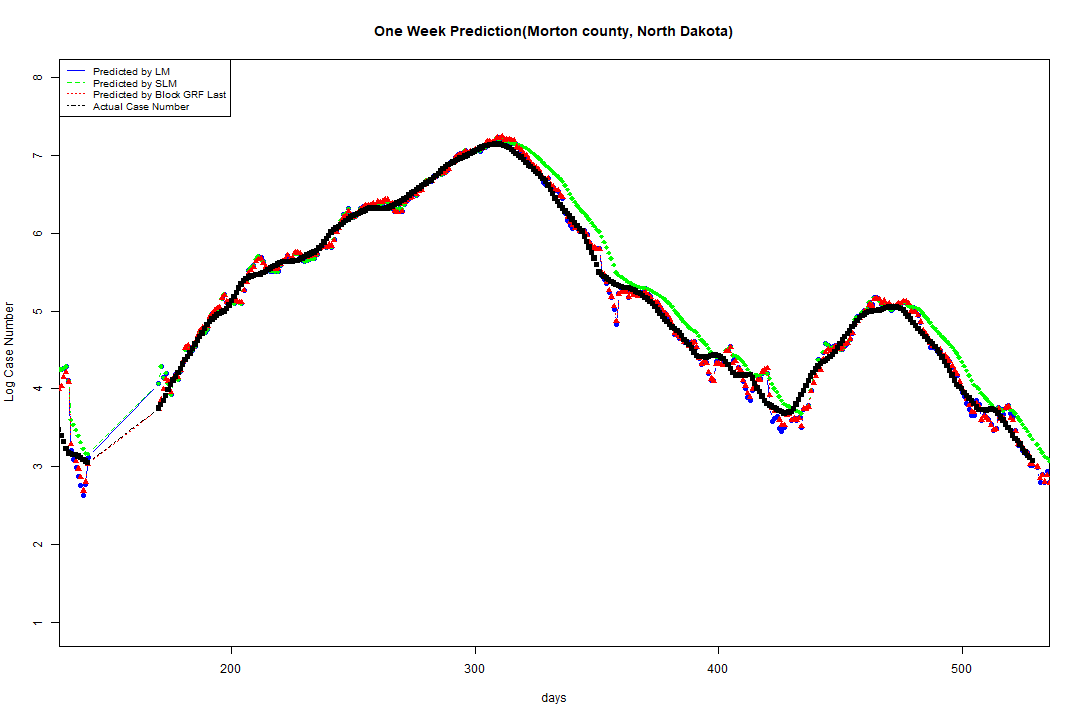 One Week Prediction(Morton county, North Dakota)
Predicted by LM
Predicted by SLM
Predicted by Block GRF Last
Actual Case Number
8
7
6
5
4
3
2
1
Log Case Number
200 300 400 500
days